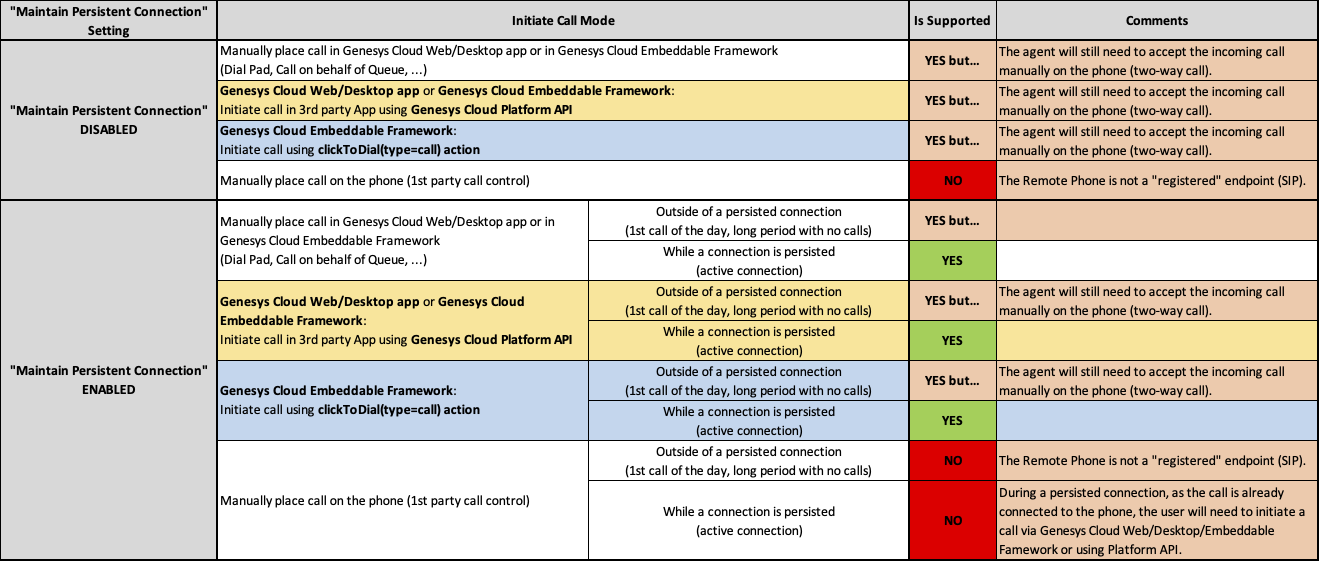 "Maintain Persistent Connection"
Setting
Initiate Call Mode
Is Supported
Comments
"Maintain Persistent Connection"
DISABLED
Manually place call in Genesys Cloud Web/Desktop app or in Genesys Cloud Embeddable Framework
(Dial Pad, Call on behalf of Queue, ...)
YES but...
The agent will still need to accept the incoming call
manually on the phone (two-way call).
Genesys Cloud Web/Desktop app or Genesys Cloud Embeddable Framework:
Initiate call in 3rd party App using Genesys Cloud Platform API
YES but...
The agent will still need to accept the incoming call
manually on the phone (two-way call).
Genesys Cloud Embeddable Framework:
Initiate call using clickToDial(type=call) action
YES but...
The agent will still need to accept the incoming call
manually on the phone (two-way call).
Manually place call on the phone (1st party call control)
NO
The Remote Phone is not a "registered" endpoint (SIP).
"Maintain Persistent Connection"
ENABLED
Manually place call in Genesys Cloud Web/Desktop app or in
Genesys Cloud Embeddable Framework
(Dial Pad, Call on behalf of Queue, ...)
Outside of a persisted connection
(1st call of the day, long period with no calls)
YES but...
While a connection is persisted
(active connection)
YES
Genesys Cloud Web/Desktop app or Genesys Cloud
Embeddable Framework:
Initiate call in 3rd party App using Genesys Cloud Platform API
Outside of a persisted connection
(1st call of the day, long period with no calls)
YES but...
The agent will still need to accept the incoming call
manually on the phone (two-way call).
While a connection is persisted
(active connection)
YES
Genesys Cloud Embeddable Framework:
Initiate call using clickToDial(type=call) action
Outside of a persisted connection
(1st call of the day, long period with no calls)
YES but...
The agent will still need to accept the incoming call
manually on the phone (two-way call).
While a connection is persisted
(active connection)
YES
Manually place call on the phone (1st party call control)
Outside of a persisted connection
(1st call of the day, long period with no calls)
NO
The Remote Phone is not a "registered" endpoint (SIP).
While a connection is persisted
(active connection)
NO
During a persisted connection, as the call is already
connected to the phone, the user will need to initiate a
call via Genesys Cloud Web/Desktop/Embeddable
Famework or using Platform API.